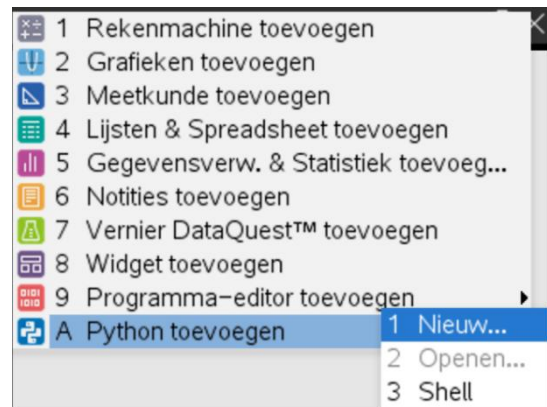 1 Rekenmachine toevoegen
2 Grafieken toevoegen
3 Meetkunde toevoegen
4 Lijsten & Spreadsheet toevoegen
5 Gegevensverw. & Statistiek toevoeg...
6 Notities toevoegen
7 Vernier DataQuest™ toevoegen
8 Widget toevoegen
9 Programma-editor toevoegen
A Python toevoegen
1 Nieuw...
2 Openen...
3 Shell